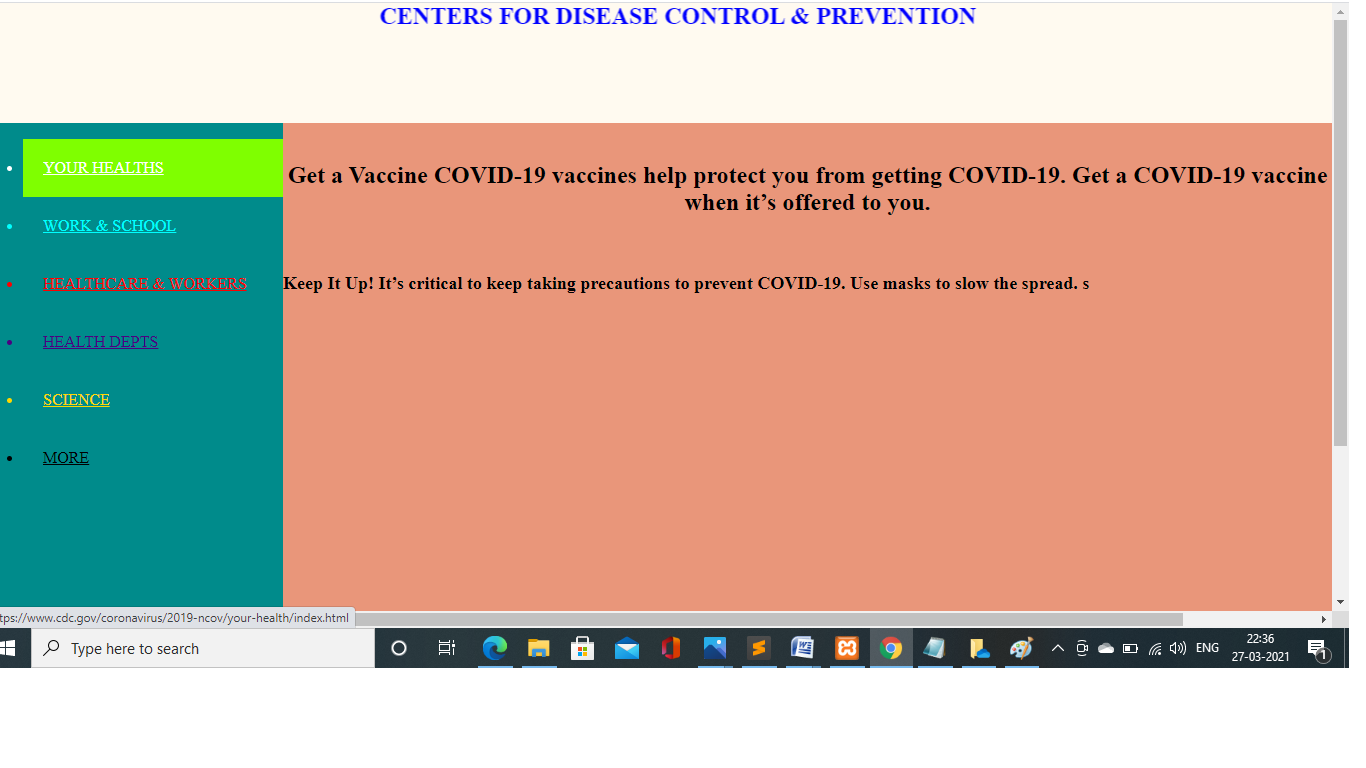 CENTERS FOR DISEASE CONTROL & PREVENTION
YOUR HEALTHS
WORK & SCHOOL
HEALTHCARE & WORKERS
HEALTH DEPTS
SCIENCE
MORE
Get a Vaccine COVID-19 vaccines help protect you from getting COVID-19. Get a COVID-19 vaccine
when it’s offered to you.
Keep It Up! It’s critical to keep taking precautions to prevent COVID-19. Use masks to slow the spread. s
tps://www.cdc.gov/coronavirus/2019-ncov/your-health/index.html
Type here to search
ENG
22:36
27-03-2021
1